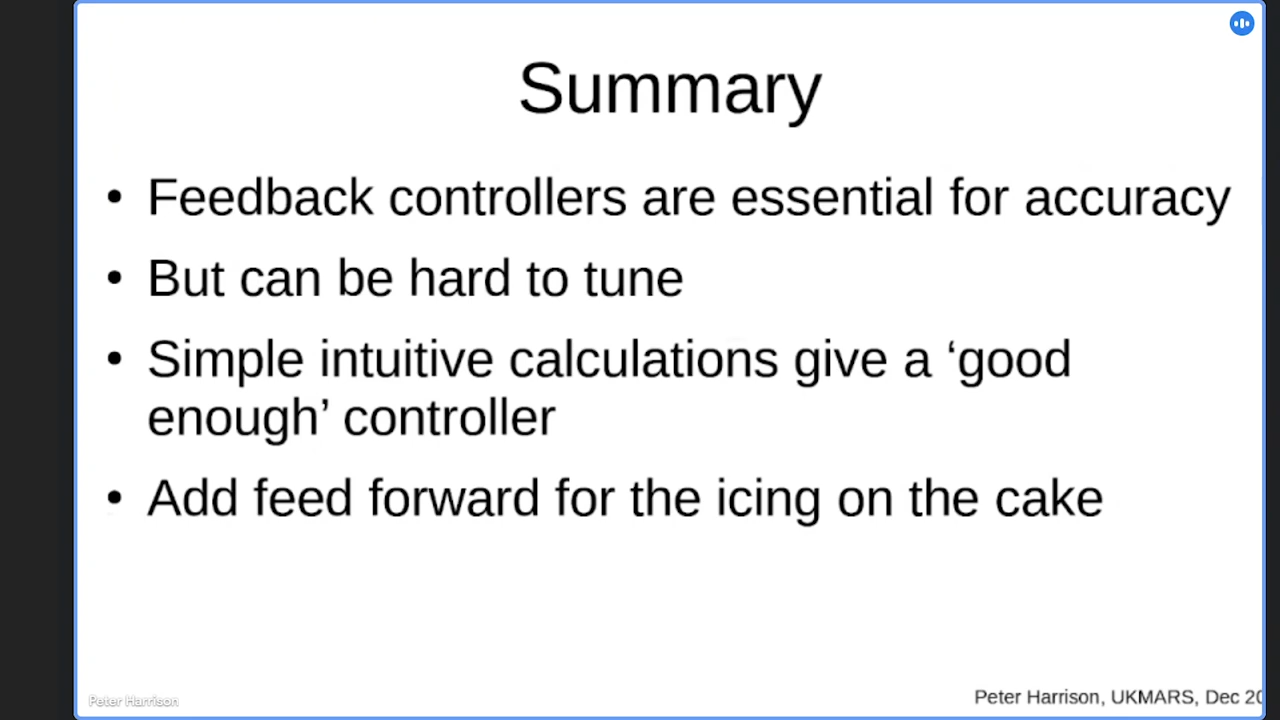 Summary
• Feedback controllers are essential for accuracy
• But can be hard to tune
• Simple intuitive calculations give a ‘good
enough’ controller
• Add feed forward for the icing on the cake
Peter Harrison
Peter Harrison, UKMARS, Dec